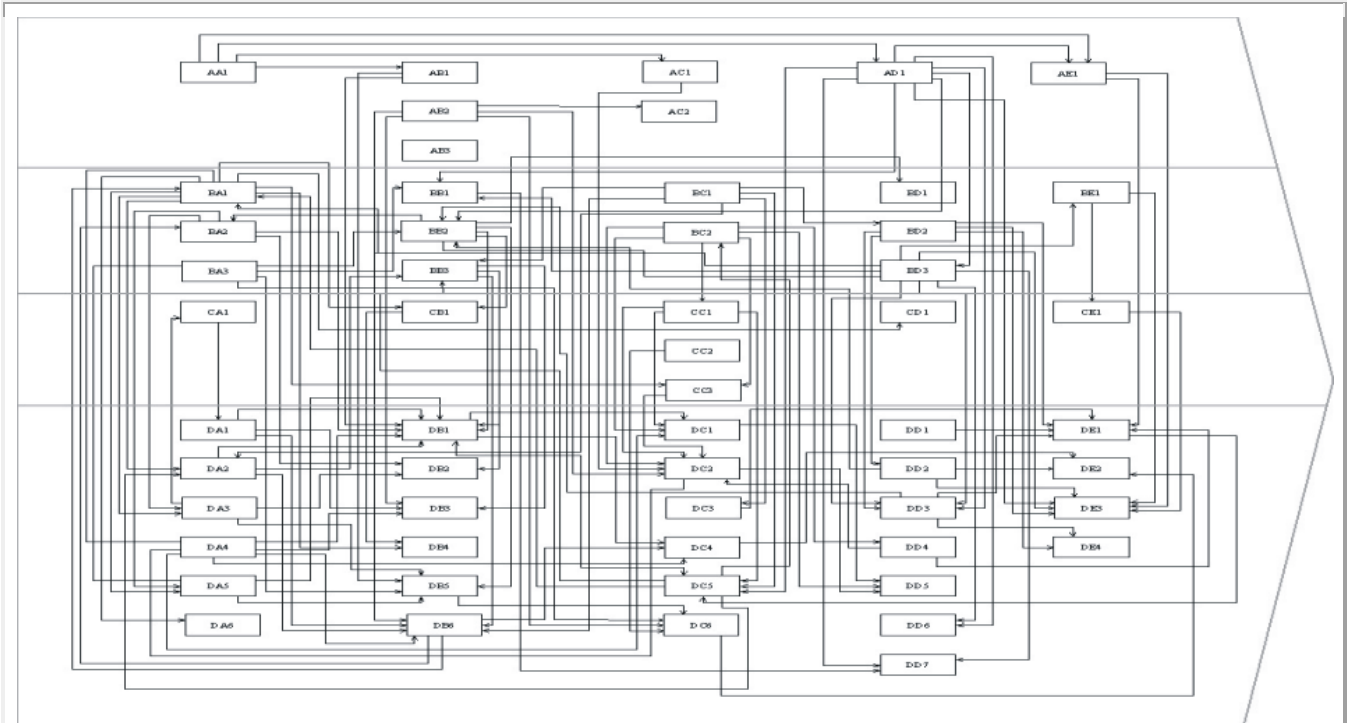 AA1 AB1 AC1 AD1 AE1
AB2 AC2
AB3
BA1 BB1 BC1 BD1 BE1
BA2 BB2 BC2 BD2
BA3 BB3 BD3
CA1 CB1 CC1 CD1 CE1
CC2
CC3
DA1 DB1 DC1 DD1 DE1
DA2 DB2 DC2 DD2 DE2
DA3 DB3 DC3 DD3 DE3
DA4 DB4 DC4 DD4 DE4
DA5 DB5 DC5 DD5
DA6 DB6 DC6 DD6
DD7